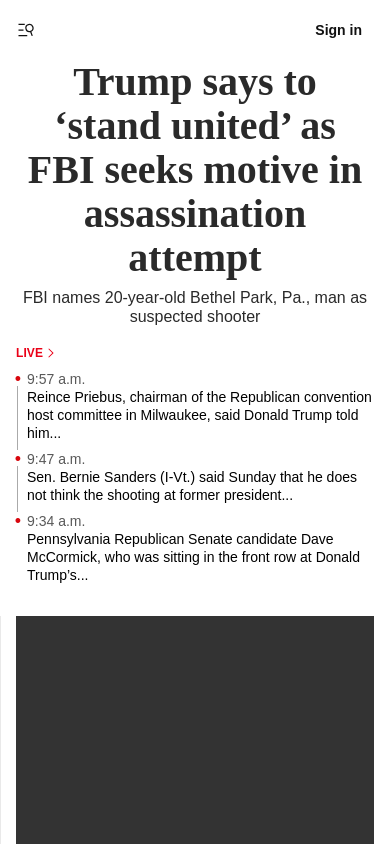 Sign in
Trump says to
‘stand united’ as
FBI seeks motive in
assassination
attempt
FBI names 20-year-old Bethel Park, Pa., man as
suspected shooter
LIVE
9:57 a.m.
Reince Priebus, chairman of the Republican convention
host committee in Milwaukee, said Donald Trump told
him...
9:47 a.m.
Sen. Bernie Sanders (I-Vt.) said Sunday that he does
not think the shooting at former president...
9:34 a.m.
Pennsylvania Republican Senate candidate Dave
McCormick, who was sitting in the front row at Donald
Trump’s...